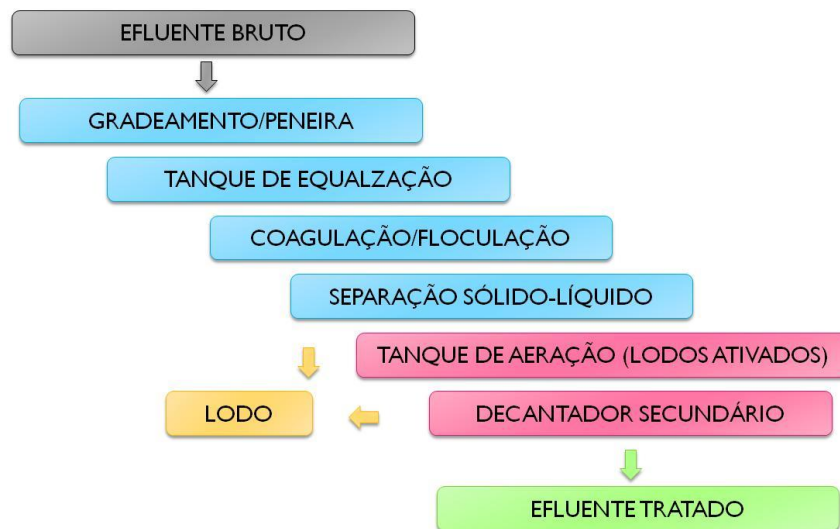 EFLUENTE BRUTO
GRADEAMENTO/PENEIRA
TANQUE DE EQUALZAÇÃO
COAGULAÇÃO/FLOCULAÇÃO
SEPARAÇÃO SÓLIDO-LÍQUIDO
TANQUE DE AERAÇÃO (LODOS ATIVADOS)
LODO
DECANTADOR SECUNDÁRIO
EFLUENTE TRATADO